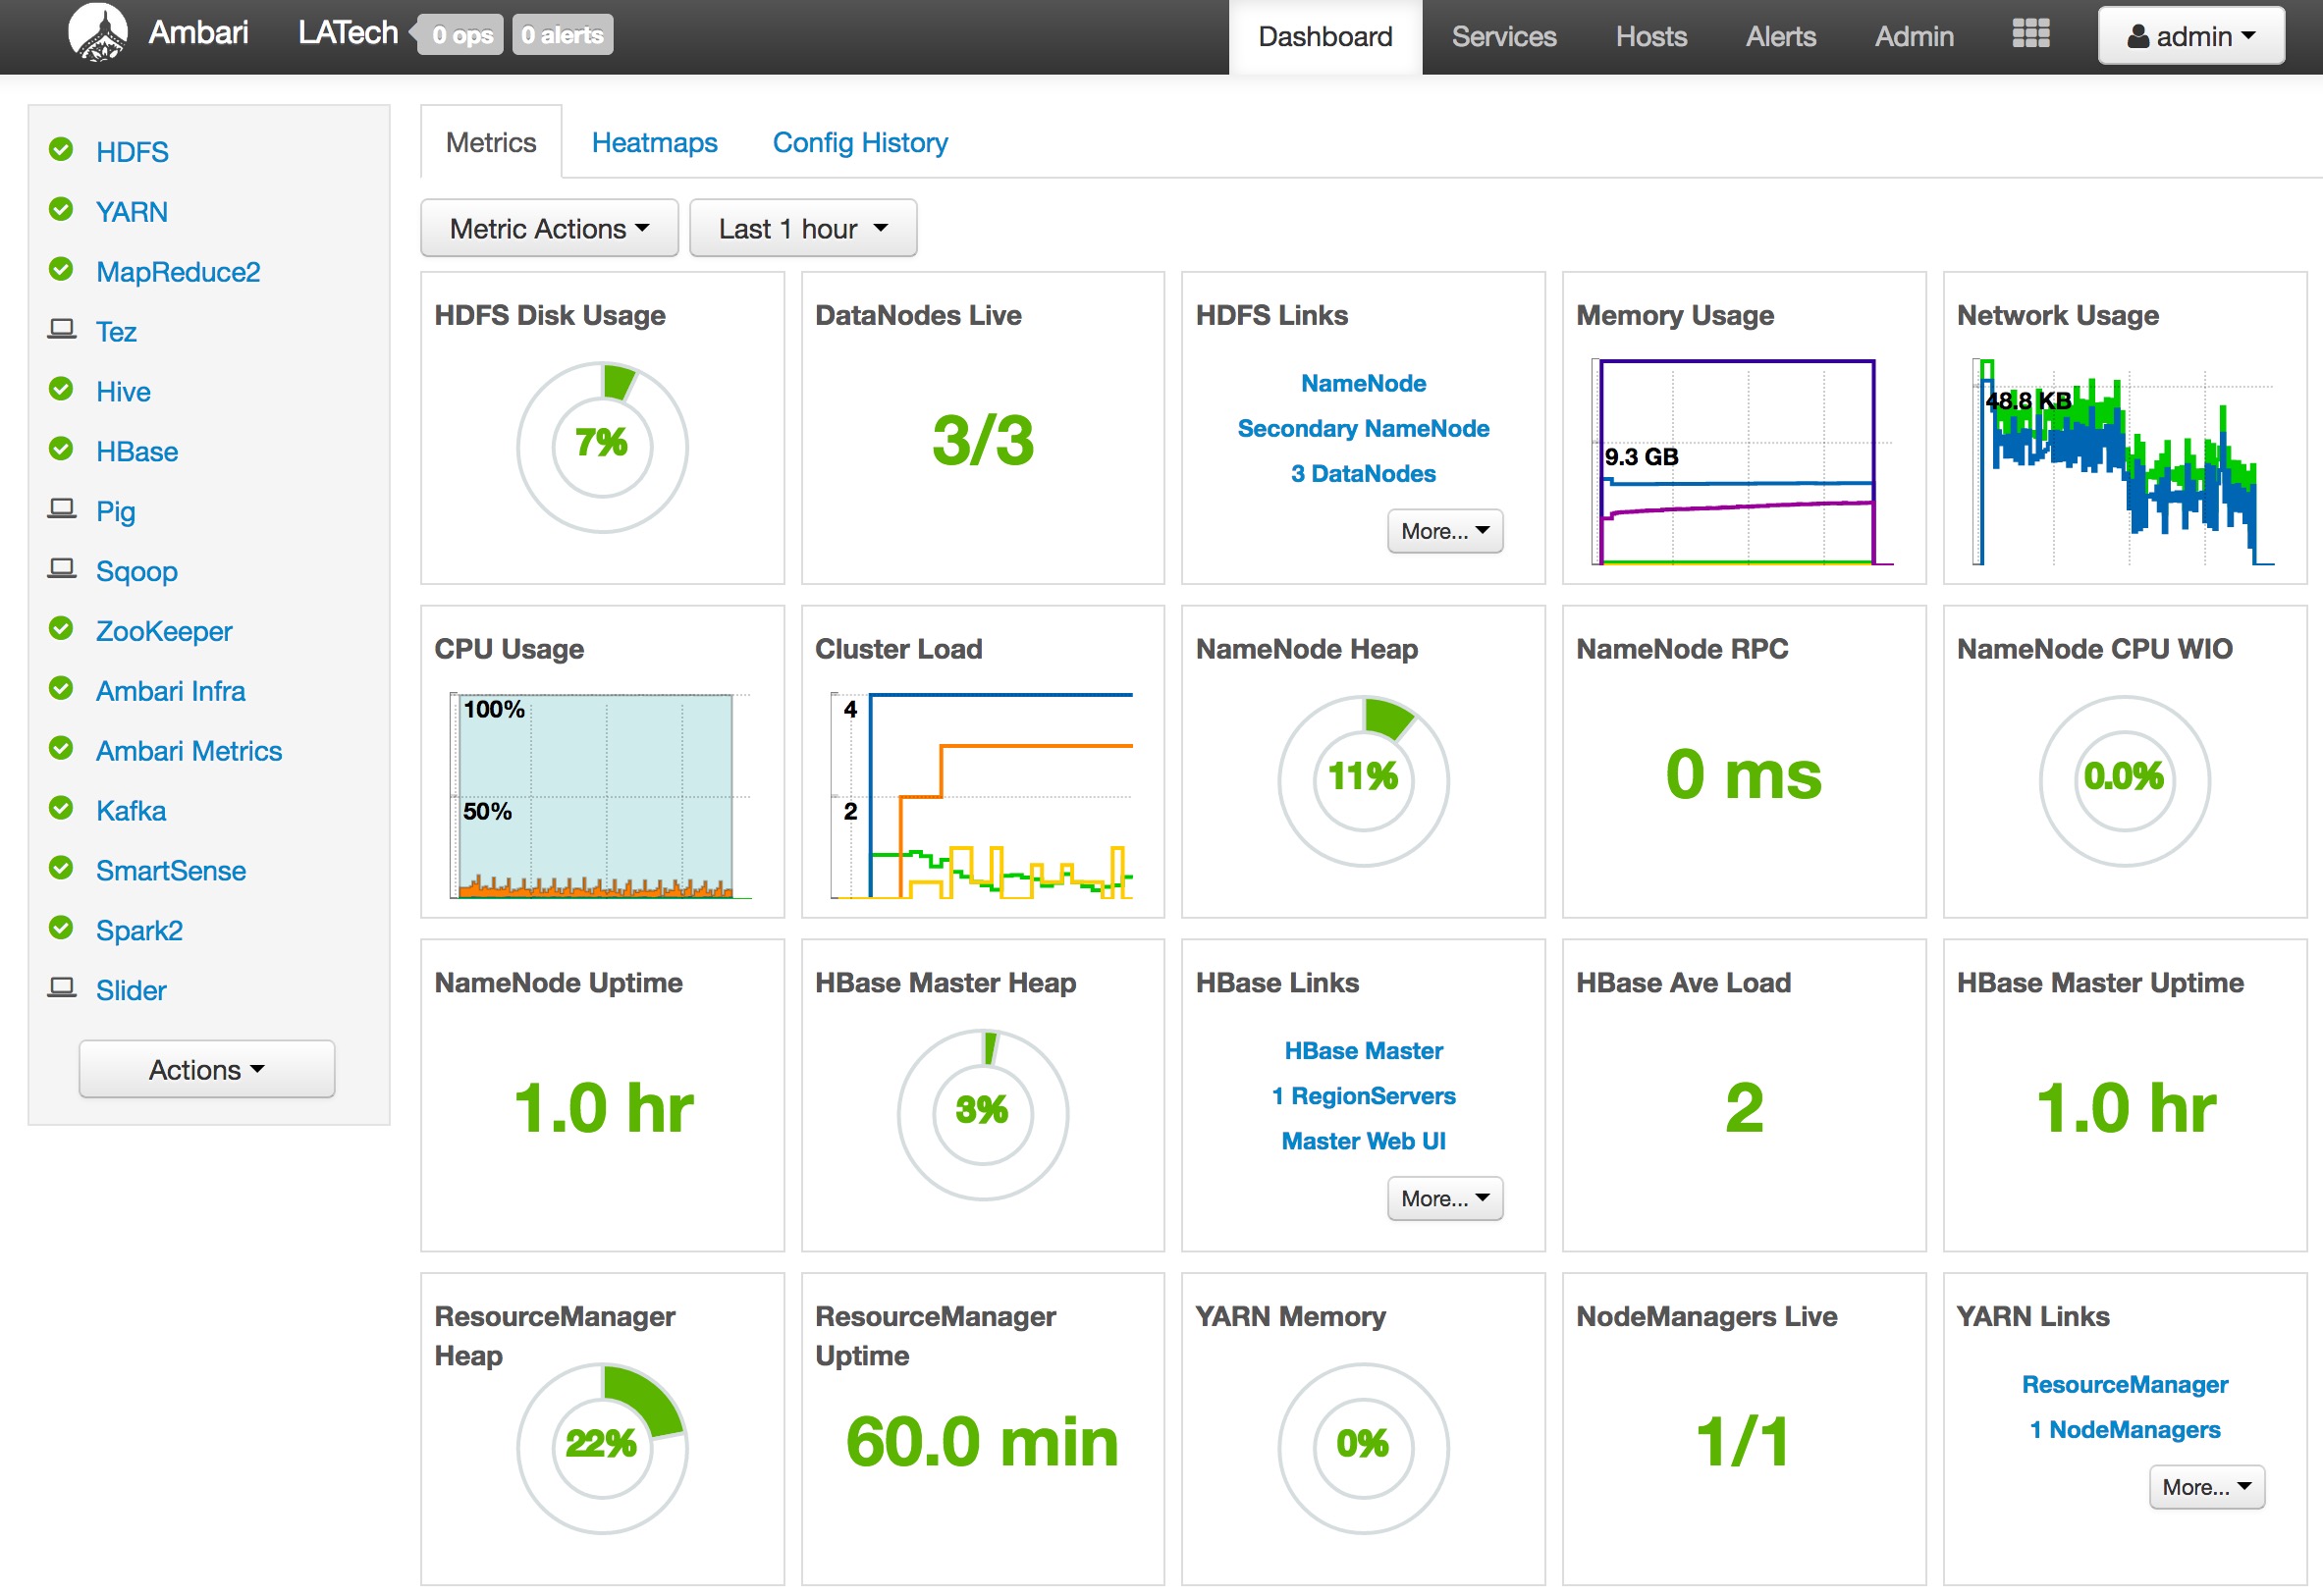 Ambari LATech 0 ops 0 alerts Dashboard Services Hosts Alerts Admin admin
HDFS
YARN
MapReduce2
Tez
Hive
HBase
Pig
Sqoop
ZooKeeper
Ambari Infra
Ambari Metrics
Kafka
SmartSense
Spark2
Slider
Actions
Metrics Heatmaps Config History
Metric Actions Last 1 hour
HDFS Disk Usage
7%
DataNodes Live
3/3
HDFS Links
NameNode
Secondary NameNode
3 DataNodes
More...
Memory Usage
9.3 GB
Network Usage
48.8 KB
CPU Usage
100%
50%
Cluster Load
4
2
NameNode Heap
11%
NameNode RPC
0 ms
NameNode CPU WIO
0.0%
NameNode Uptime
1.0 hr
HBase Master Heap
3%
HBase Links
HBase Master
1 RegionServers
Master Web UI
More...
HBase Ave Load
2
HBase Master Uptime
1.0 hr
ResourceManager
Heap
22%
ResourceManager
Uptime
60.0 min
YARN Memory
0%
NodeManagers Live
1/1
YARN Links
ResourceManager
1 NodeManagers
More...